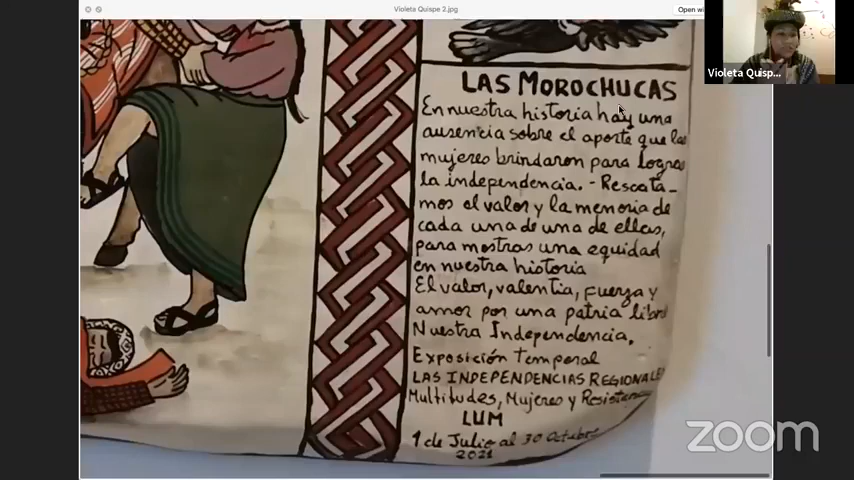 Violeta Quispe 2.jpg
Open wi
Violeta Quisp...
LAS MOROCHUCAS
En nuestra historia hay una
ausencia sobre el aporte que las
mujeres brindaron para lograr
la independencia. - Rescata-
mos el valor y la memoria de
cada una de una de ellas,
para mostrar una equidad
en nuestra historia
El valor, valentia, fuerza y
amor por una patria libre
Nuestra Independencia.
Exposición temporal
LAS INDEPENDENCIAS REGIONALES
Multitudes, Mujeres y Resistencias
LUM
1 de Julio al 30 Octubre
2021
zoom